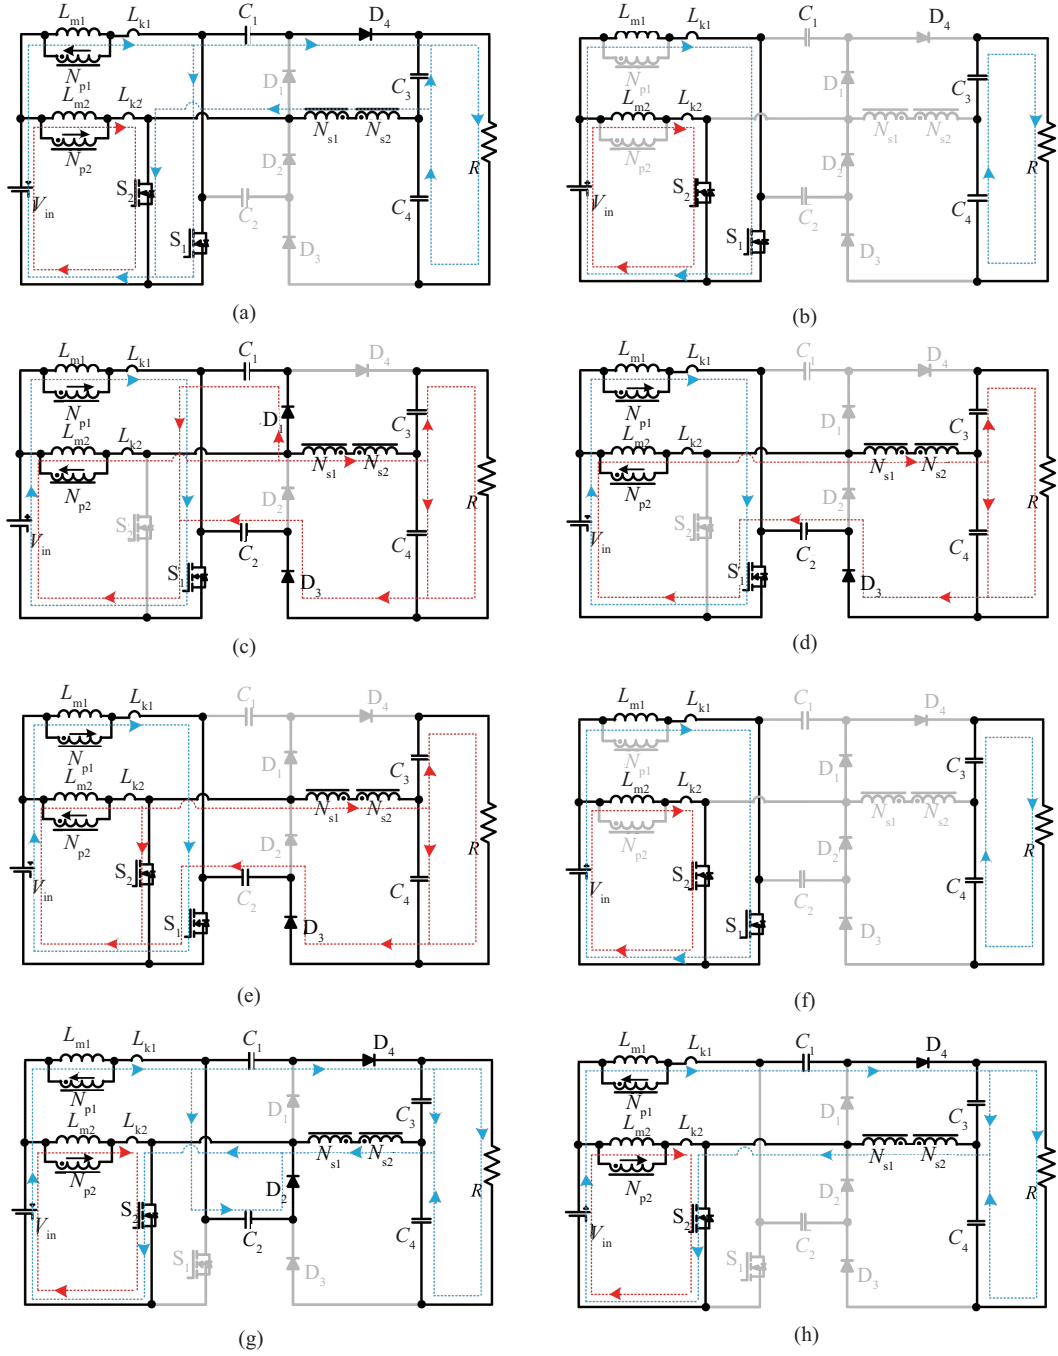 Lm1 Lk1 C1 D4
Np1 D1 C3
Lm2 Lk2 Ns1 Ns2
Np2 D2 R
S2 C2 C4
Vin S1 D3
(a)
Lm1 Lk1 C1 D4
Np1 D1 C3
Lm2 Lk2 Ns1 Ns2
Np2 D2 R
S2 C2 C4
Vin S1 D3
(b)
Lm1 Lk1 C1 D4
Np1 D1 C3
Lm2 Lk2 Ns1 Ns2
Np2 D2 R
S2 C2 C4
Vin S1 D3
(c)
Lm1 Lk1 C1 D4
Np1 D1 C3
Lm2 Lk2 Ns1 Ns2
Np2 D2 R
S2 C2 C4
Vin S1 D3
(d)
Lm1 Lk1 C1 D4
Np1 D1 C3
Lm2 Lk2 Ns1 Ns2
Np2 D2 R
S2 C2 C4
Vin S1 D3
(e)
Lm1 Lk1 C1 D4
Np1 D1 C3
Lm2 Lk2 Ns1 Ns2
Np2 D2 R
S2 C2 C4
Vin S1 D3
(f)
Lm1 Lk1 C1 D4
Np1 D1 C3
Lm2 Lk2 Ns1 Ns2
Np2 D2 R
S2 C2 C4
Vin S1 D3
(g)
Lm1 Lk1 C1 D4
Np1 D1 C3
Lm2 Lk2 Ns1 Ns2
Np2 D2 R
S2 C2 C4
Vin S1 D3
(h)